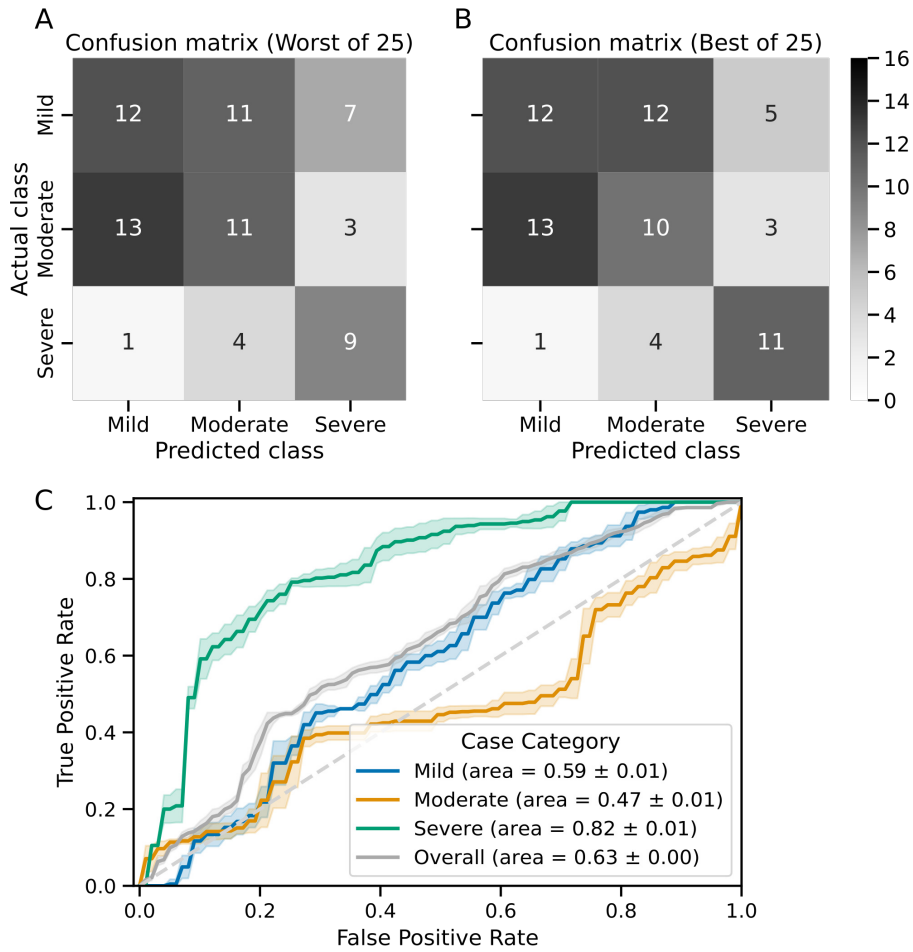 A
Confusion matrix (Worst of 25)
Actual class
Mild
Moderate
Severe
12 11 7
13 11 3
1 4 9
Mild Moderate Severe
Predicted class
B
Confusion matrix (Best of 25)
12 12 5
13 10 3
1 4 11
Mild Moderate Severe
Predicted class
16
14
12
10
8
6
4
2
0
C
True Positive Rate
1.0
0.8
0.6
0.4
0.2
0.0
Case Category
Mild (area = 0.59 ± 0.01)
Moderate (area = 0.47 ± 0.01)
Severe (area = 0.82 ± 0.01)
Overall (area = 0.63 ± 0.00)
0.0 0.2 0.4 0.6 0.8 1.0
False Positive Rate